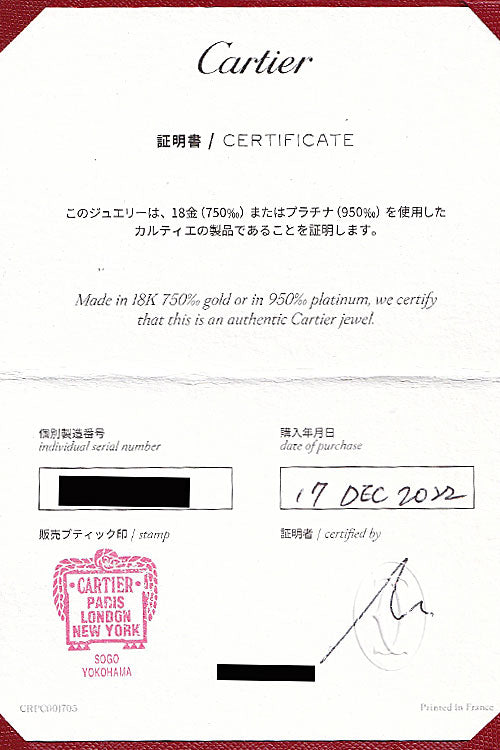 Cartier
証明書 / CERTIFICATE
このジュエリーは、18金(750‰) またはプラチナ(950‰) を使用した
カルティエの製品であることを証明します。
Made in 18K 750‰ gold or in 950‰ platinum, we certify
that this is an authentic Cartier jewel.
個別製造番号
individual serial number
購入年月日
date of purchase
17 DEC 2022
販売ブティック印 / stamp
証明者 / certified by
CARTIER
PARIS
LONDON
NEW YORK
SOGO
YOKOHAMA
Printed in France